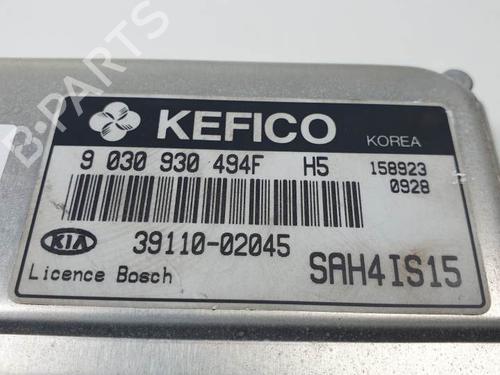 B-PARTS
KEFICO
KOREA
9 030 930 494F H5 158923
0928
KIA 39110-02045
Licence Bosch SAH4IS15